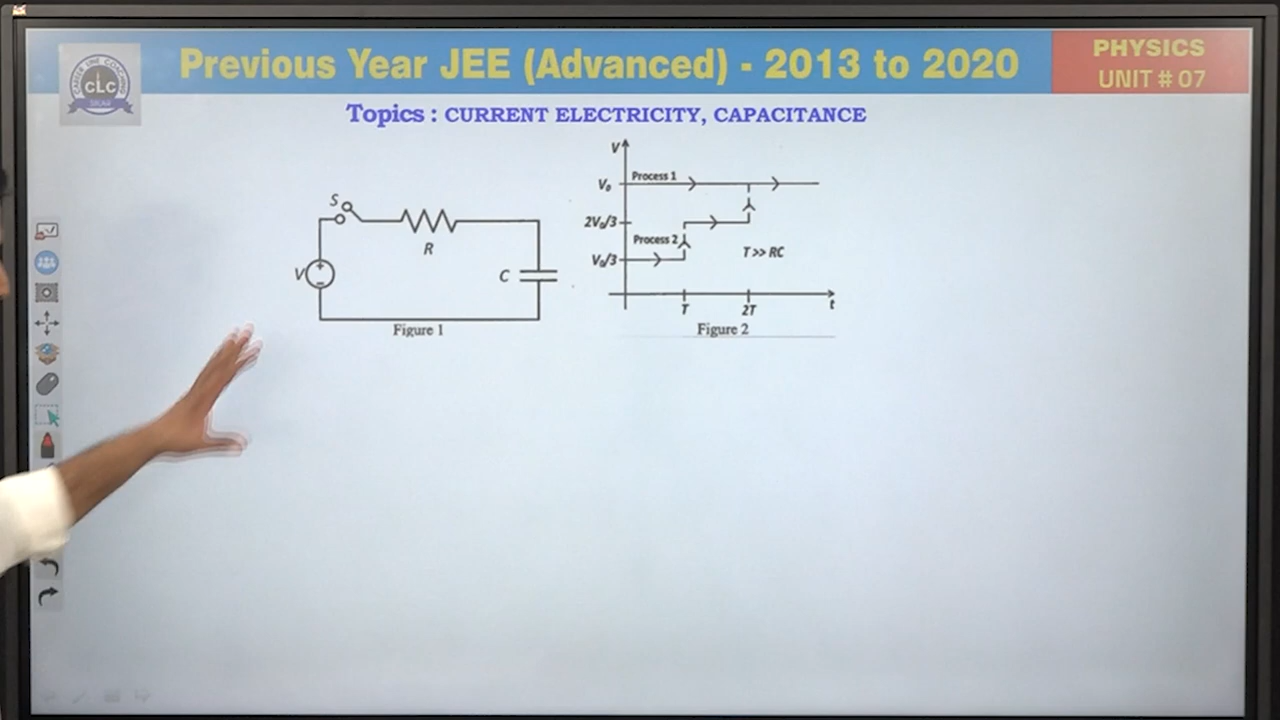 Previous Year JEE (Advanced) - 2013 to 2020
PHYSICS
UNIT # 07
CLC
Topics : CURRENT ELECTRICITY, CAPACITANCE
S
R
V
+
−
C
Figure 1
V
V₀
Process 1
2V₀/3
Process 2
V₀/3
T >> RC
T
2T
t
Figure 2